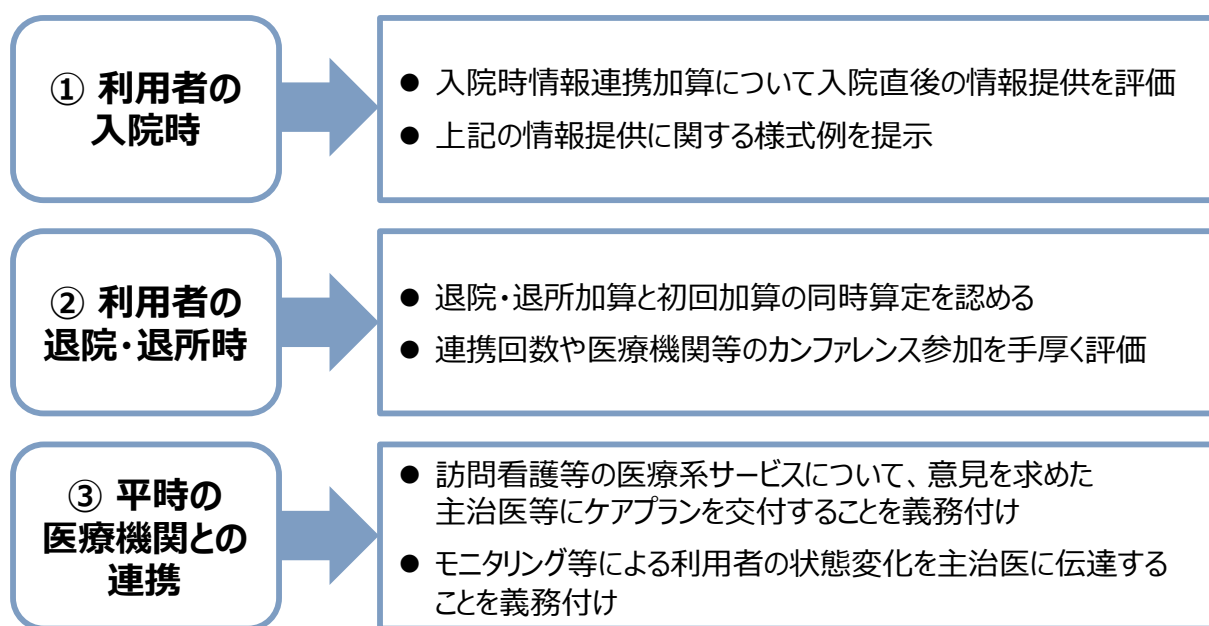 ① 利用者の
入院時
● 入院時情報連携加算について入院直後の情報提供を評価
● 上記の情報提供に関する様式例を提示
② 利用者の
退院・退所時
● 退院・退所加算と初回加算の同時算定を認める
● 連携回数や医療機関等のカンファレンス参加を手厚く評価
③ 平時の
医療機関との
連携
● 訪問看護等の医療系サービスについて、意見を求めた
主治医等にケアプランを交付することを義務付け
● モニタリング等による利用者の状態変化を主治医に伝達する
ことを義務付け